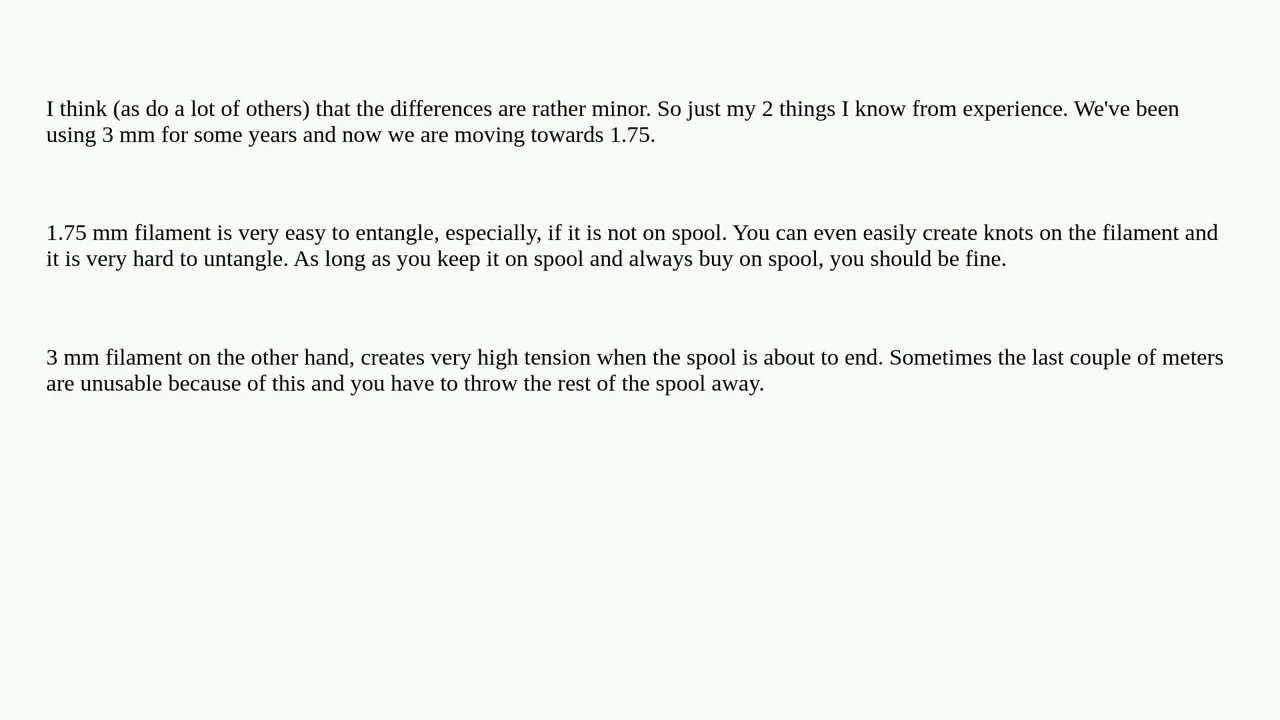 I think (as do a lot of others) that the differences are rather minor. So just my 2 things I know from experience. We've been
using 3 mm for some years and now we are moving towards 1.75.
1.75 mm filament is very easy to entangle, especially, if it is not on spool. You can even easily create knots on the filament and
it is very hard to untangle. As long as you keep it on spool and always buy on spool, you should be fine.
3 mm filament on the other hand, creates very high tension when the spool is about to end. Sometimes the last couple of meters
are unusable because of this and you have to throw the rest of the spool away.